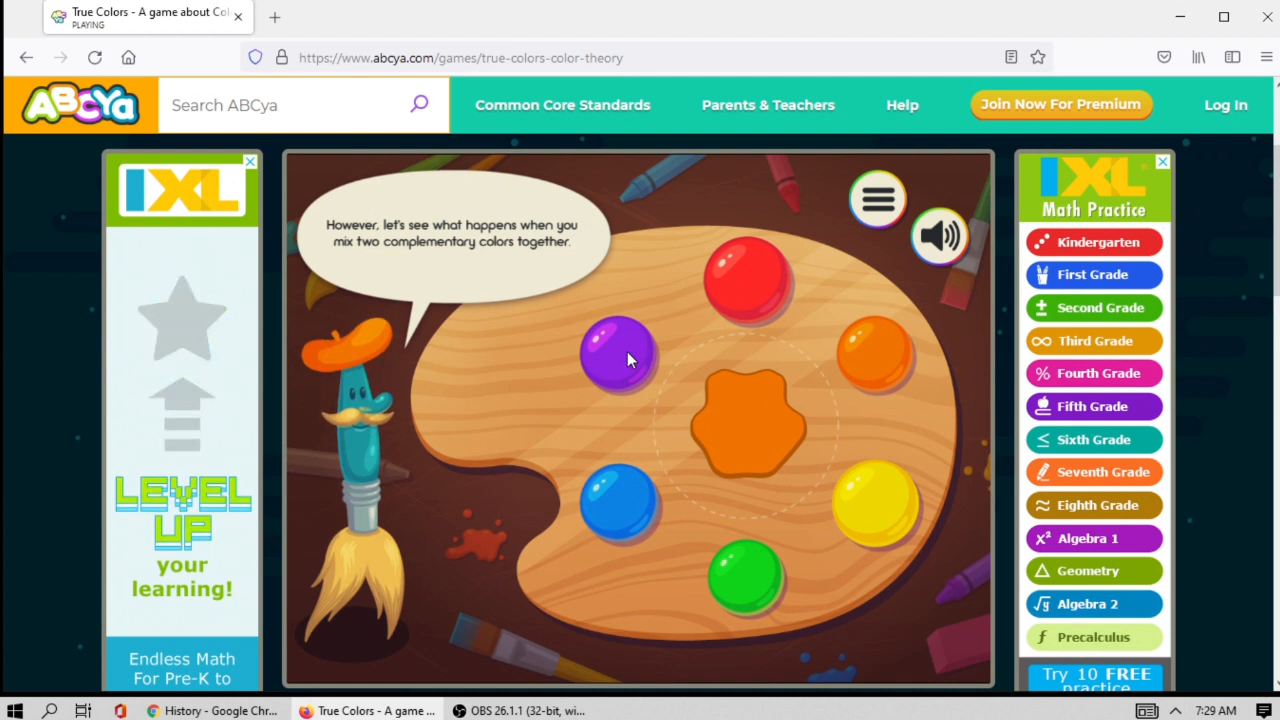 True Colors - A game about Col
PLAYING
https://www.abcya.com/games/true-colors-color-theory
ABCYa
Search ABCya
Common Core Standards
Parents & Teachers
Help
Join Now For Premium
Log In
IXL
LEVEL
UP
your
learning!
Endless Math
For Pre-K to
However, let's see what happens when you
mix two complementary colors together.
IXL
Math Practice
Kindergarten
First Grade
Second Grade
Third Grade
Fourth Grade
Fifth Grade
Sixth Grade
Seventh Grade
Eighth Grade
x² Algebra 1
Geometry
√y Algebra 2
f Precalculus
Try 10 FREE
practice
History - Google Chr...
True Colors - A game ...
OBS 26.1.1 (32-bit, wi...
7:29 AM